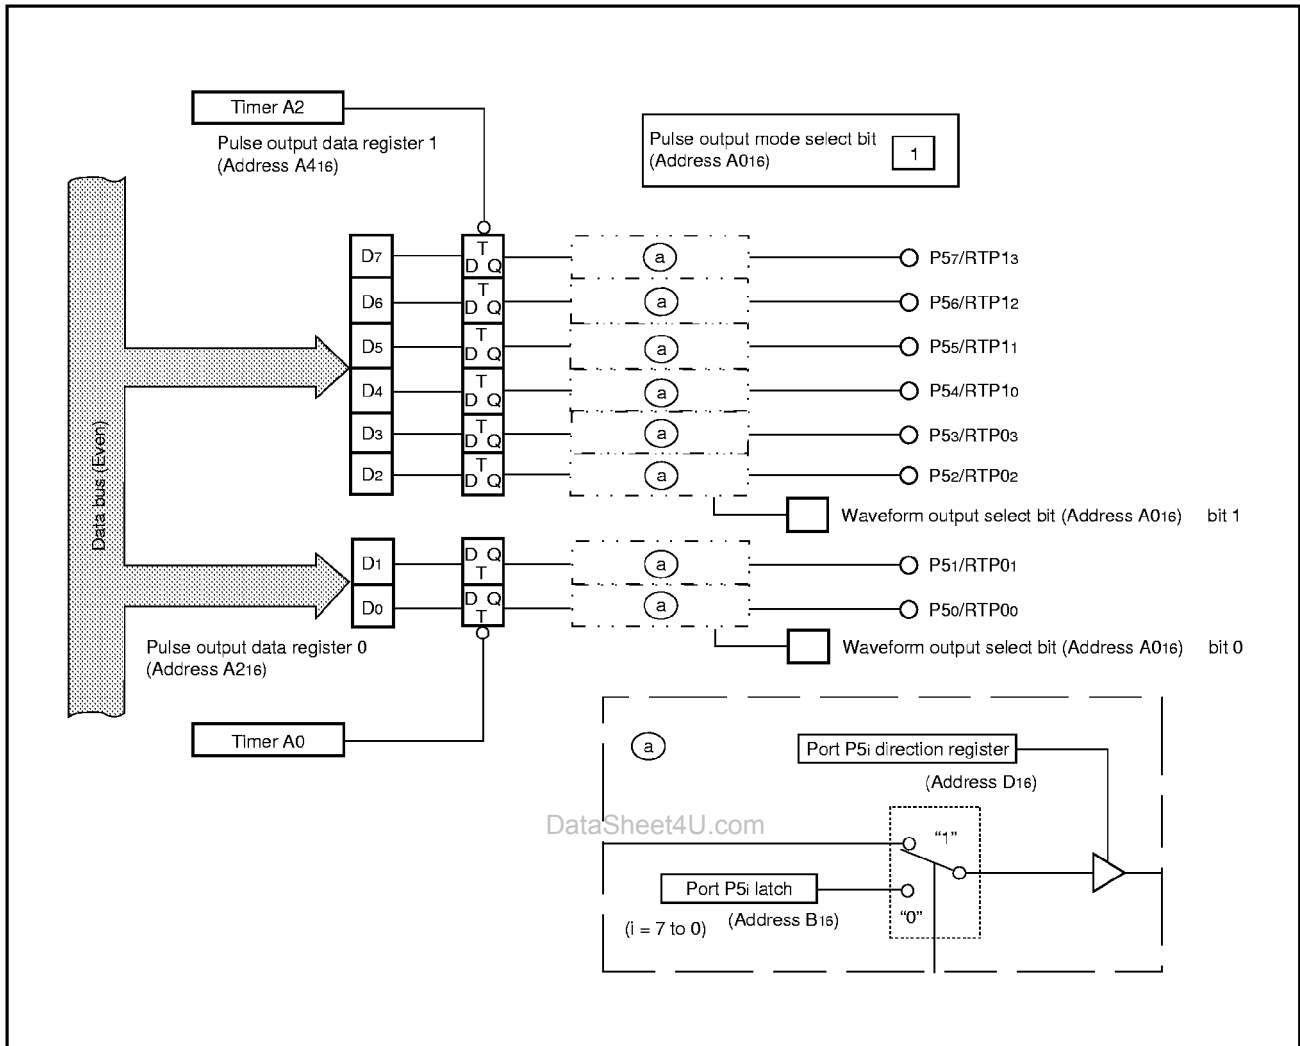 Timer A2
Pulse output data register 1
(Address A416)
Pulse output mode select bit
(Address A016)
1
D7
T
D Q
a
P57/RTP13
D6
T
D Q
a
P56/RTP12
D5
T
D Q
a
P55/RTP11
D4
T
D Q
a
P54/RTP10
D3
T
D Q
a
P53/RTP03
D2
T
D Q
a
P52/RTP02
Data bus (Even)
Waveform output select bit (Address A016) bit 1
D1
D Q
T
a
P51/RTP01
D0
D Q
T
a
P50/RTP00
Pulse output data register 0
(Address A216)
Waveform output select bit (Address A016) bit 0
Timer A0
a
Port P5i direction register
(Address D16)
DataSheet4U.com
"1"
Port P5i latch
(Address B16)
"0"
(i = 7 to 0)